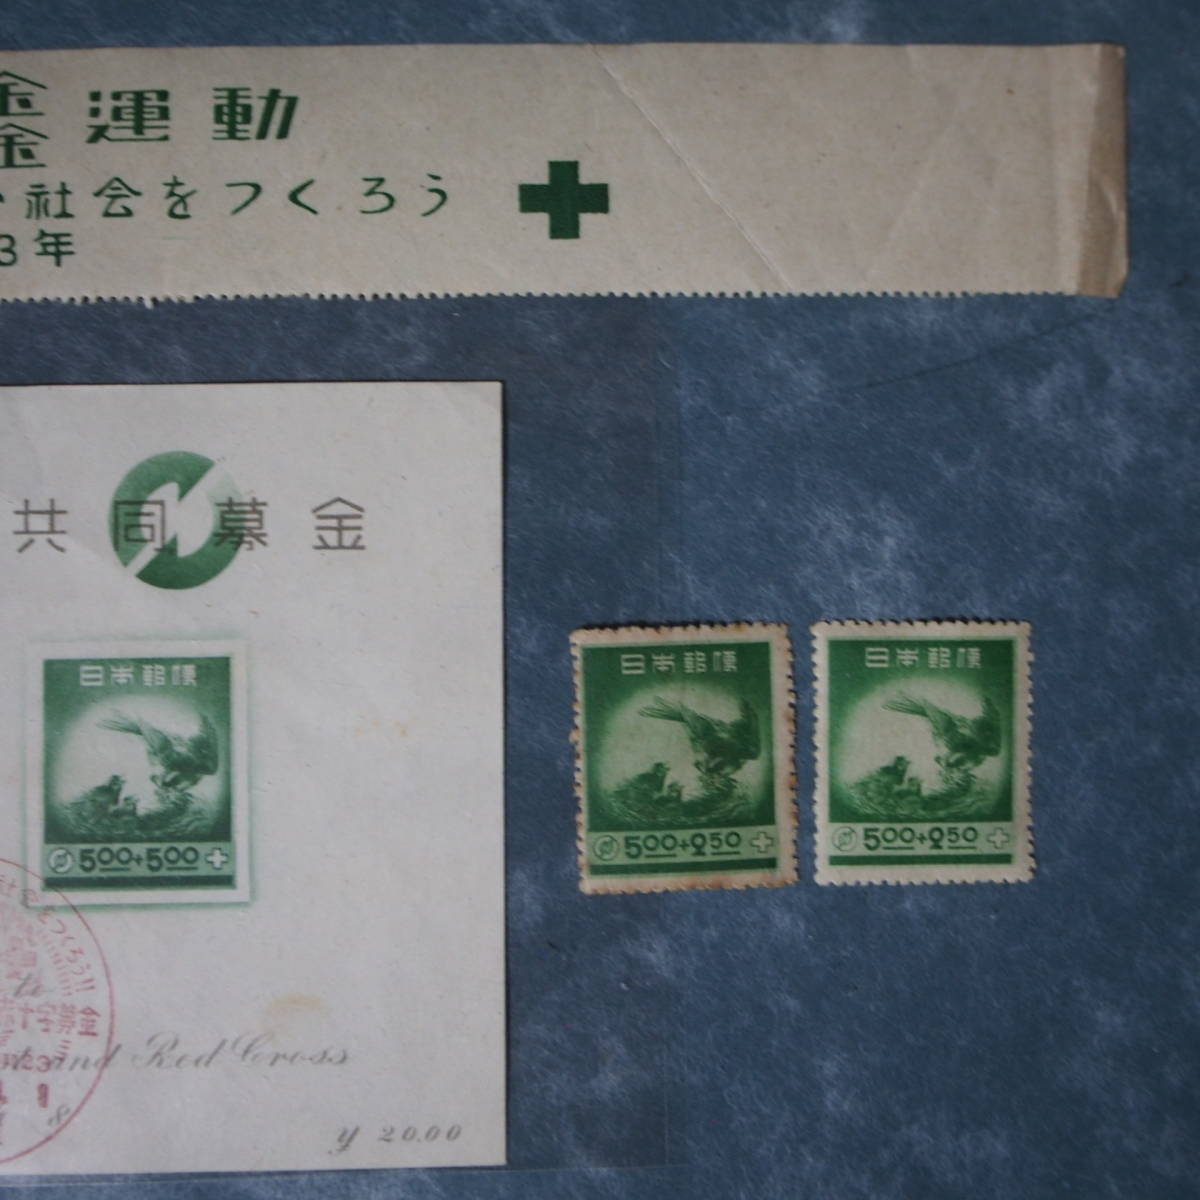 金 運動
金
社会をつくろう
3年
共同募金
日本郵便
5.00+5.00
and Red Cross
¥ 20.00
日本郵便
5.00+2.50
日本郵便
5.00+2.50